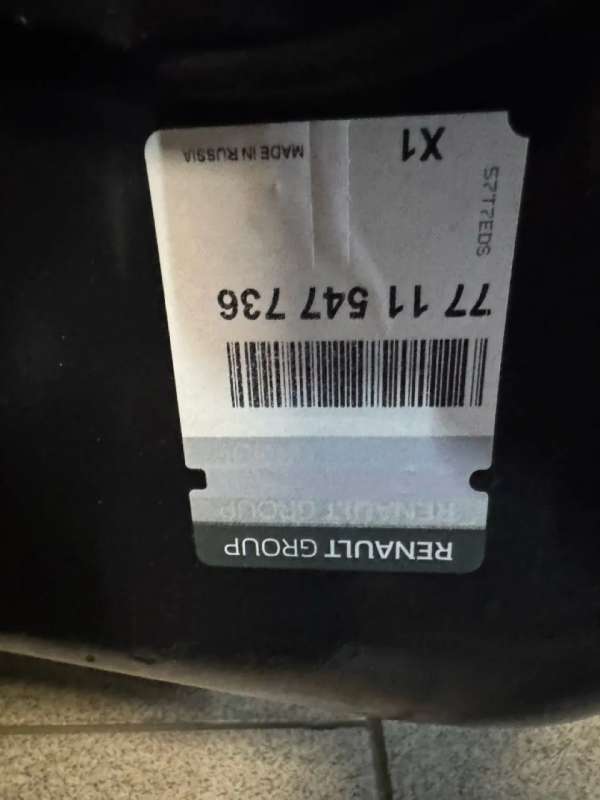 RENAULT GROUP
RENAULT GROUP
77 11 547 736
X1
MADE IN RUSSIA